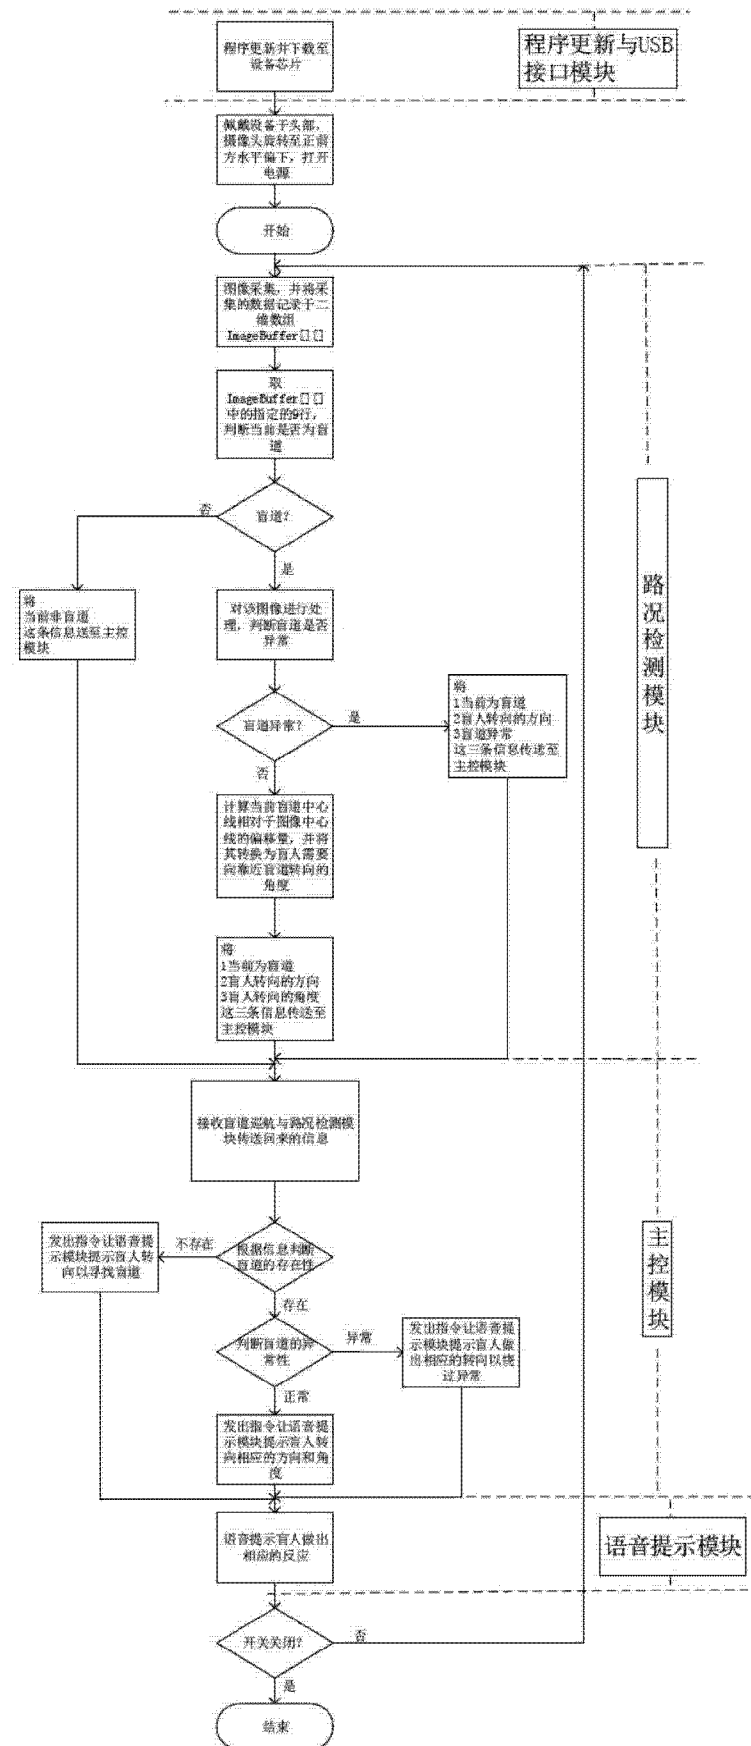 程序更新并下载至
设备芯片
程序更新与USB
接口模块
佩戴设备于头部，
摄像头旋转至正前
方水平偏下，打开
电源
开始
图像采集，并将采
集的数据记录于二
维数组
ImageBuffer[][]
取
ImageBuffer[][]
中的指定的9行，
判断当前是否为盲
道
盲道？
否
是
将
当前非盲道
这条信息送至主控
模块
对该图像进行处
理，判断盲道是否
异常
路况检测模块
盲道异常？
是
否
将
1当前为盲道
2盲人转向的方向
3盲道异常
这三条信息传送至
主控模块
计算当前盲道中心
线相对于图像中心
线的偏移量，并将
其转换为盲人需要
向靠近盲道转向的
角度
将
1当前为盲道
2盲人转向的方向
3盲人转向的角度
这三条信息传送至
主控模块
接收盲道巡航与路况检测模
块传送回来的信息
根据信息判断
盲道的存在性
不存在
存在
发出指令让语音提
示模块提示盲人转
向以寻找盲道
主控模块
判断盲道的异
常性
异常
正常
发出指令让语音提
示模块提示盲人做
出相应的转向以绕
过异常
发出指令让语音提
示模块提示盲人转
向相应的方向和角
度
语音提示盲人做出
相应的反应
语音提示模块
开关关闭？
否
是
结束